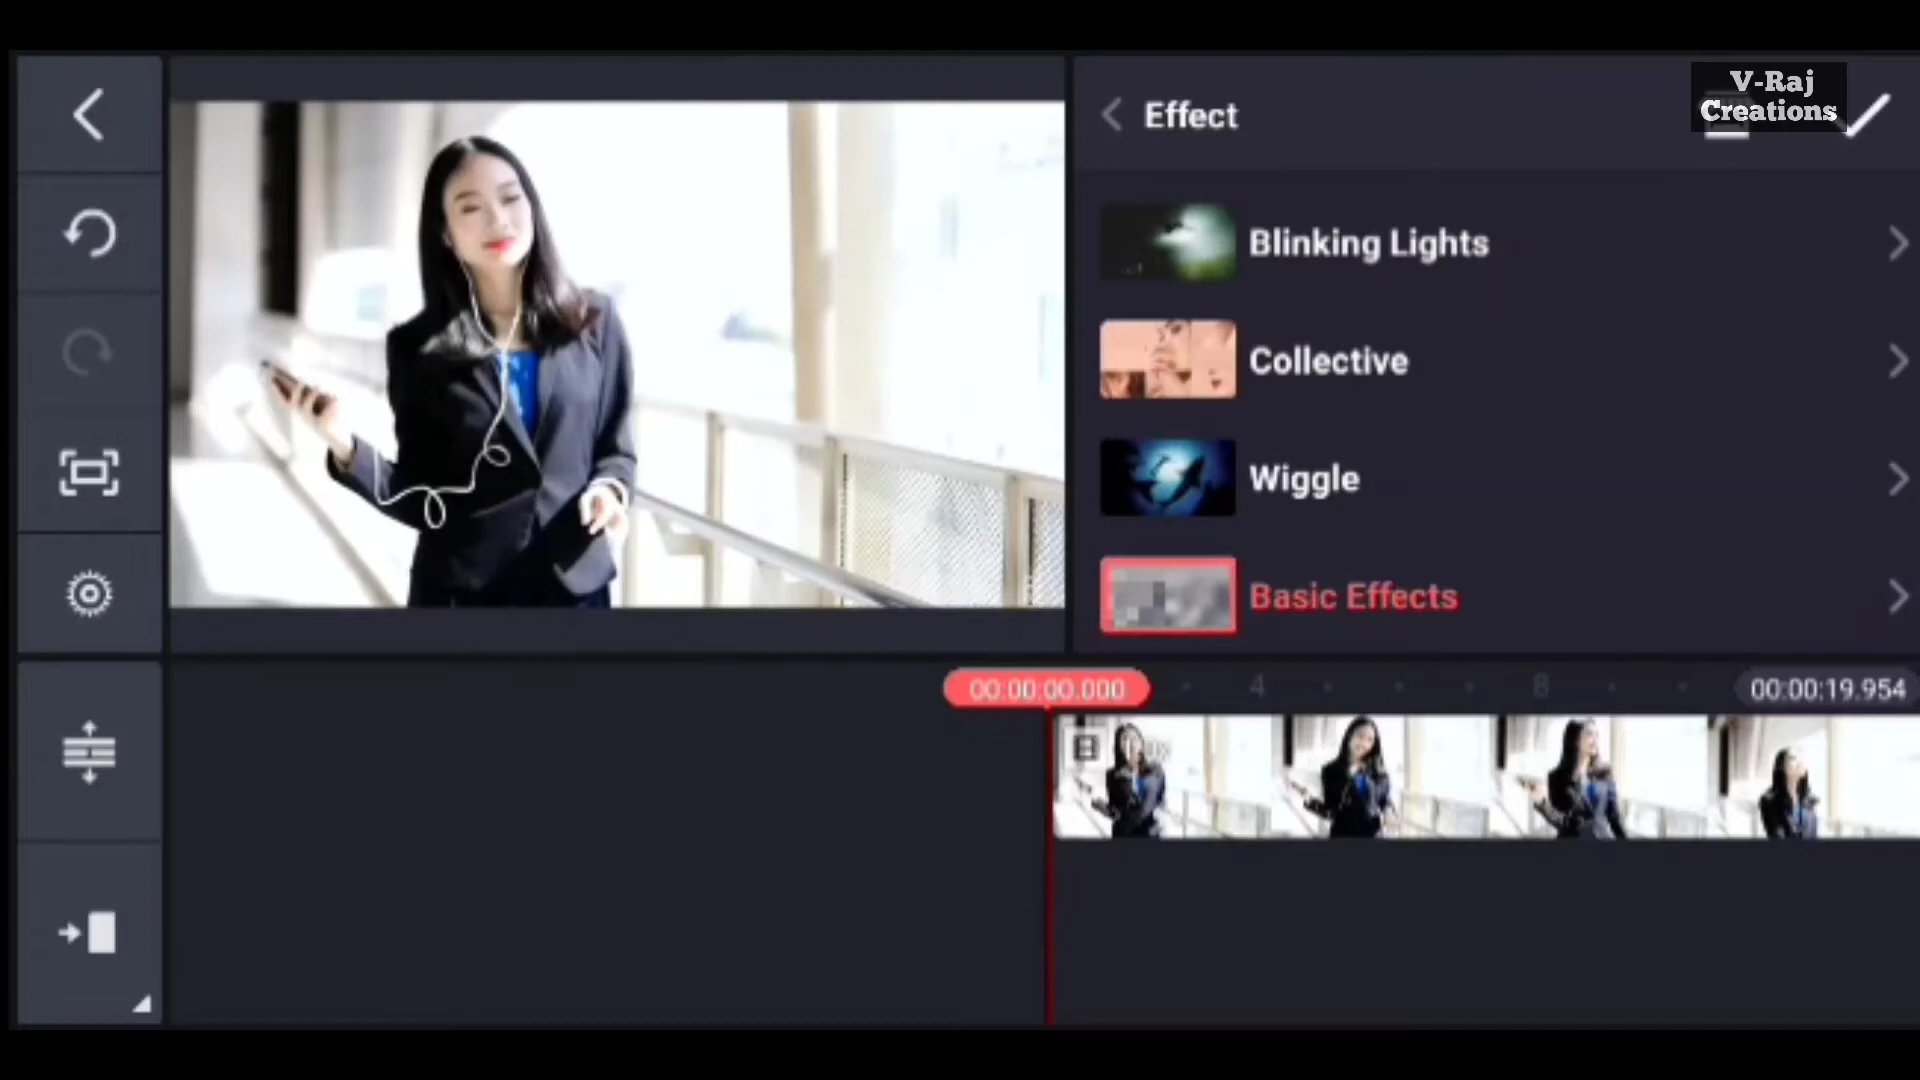 V-Raj
Creations
Effect
Blinking Lights
Collective
Wiggle
Basic Effects
00:00:00.000
4
8
00:00:19.954